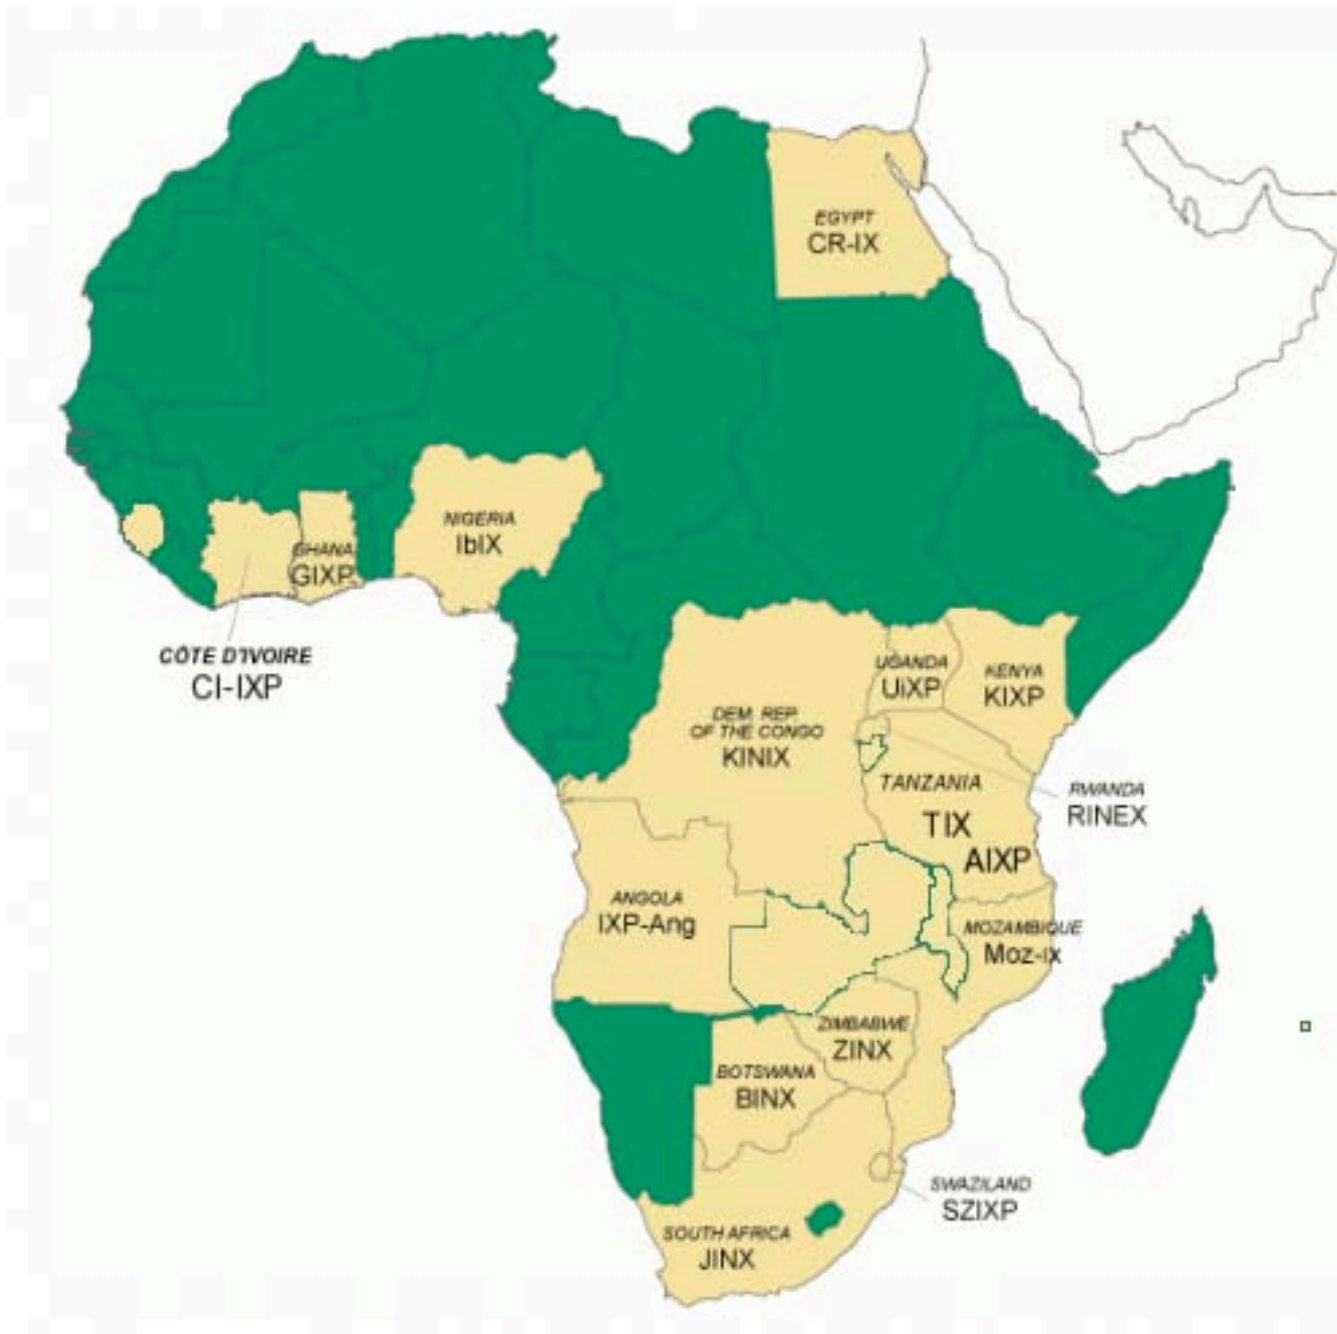 EGYPT
CR-IX
NIGERIA
IbIX
GHANA
GIXP
CÔTE D'IVOIRE
CI-IXP
UGANDA
UiXP
KENYA
KIXP
DEM. REP
OF THE CONGO
KINIX
TANZANIA
TIX
AIXP
RWANDA
RINEX
ANGOLA
IXP-Ang
MOZAMBIQUE
Moz-ix
ZIMBABWE
ZINX
BOTSWANA
BINX
SWAZILAND
SZIXP
SOUTH AFRICA
JINX